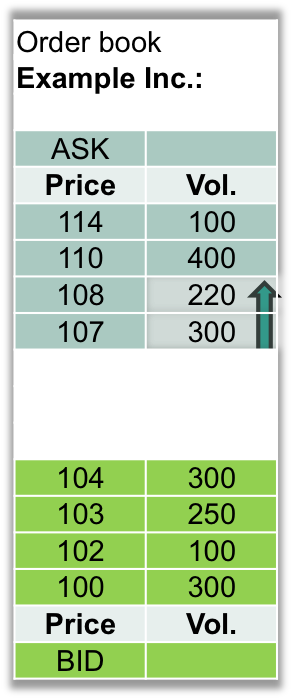 Order book
Example Inc.:
ASK
Price Vol.
114 100
110 400
108 220
107 300
104 300
103 250
102 100
100 300
Price Vol.
BID